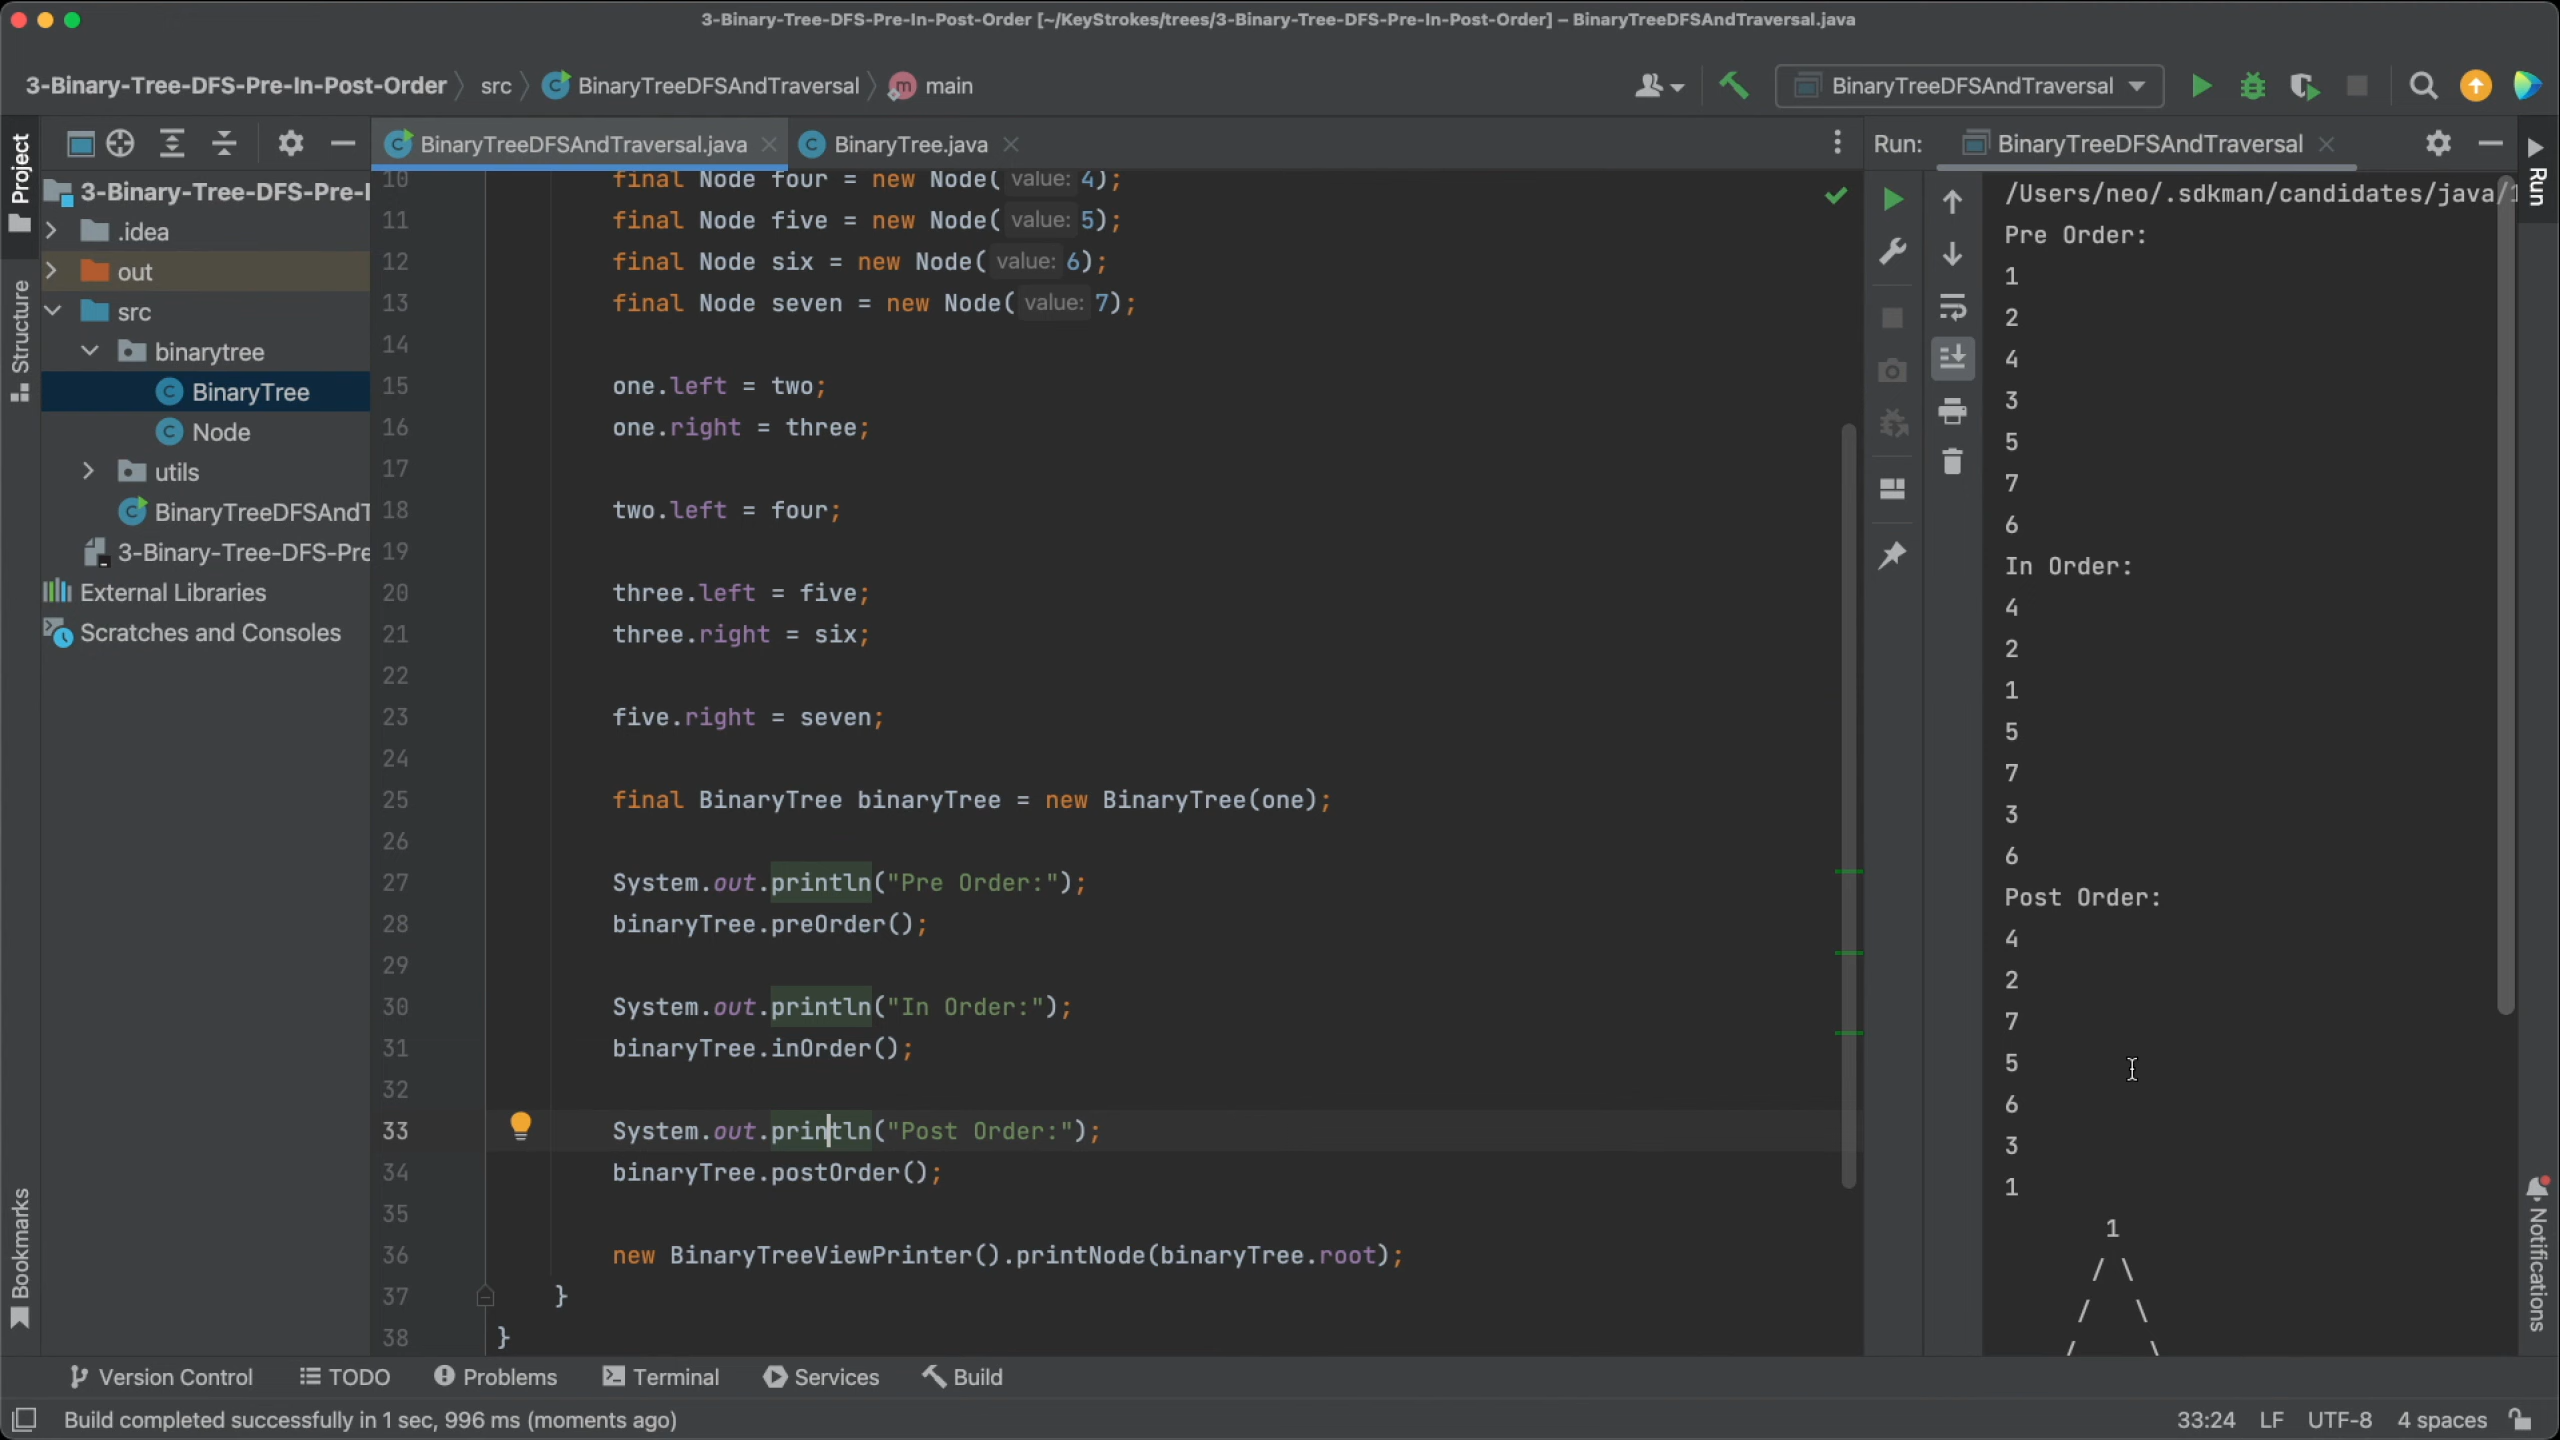 3-Binary-Tree-DFS-Pre-In-Post-Order [~/KeyStrokes/trees/3-Binary-Tree-DFS-Pre-In-Post-Order] – BinaryTreeDFSAndTraversal.java
3-Binary-Tree-DFS-Pre-In-Post-Order
src
BinaryTreeDFSAndTraversal
main
BinaryTreeDFSAndTraversal
Project
Structure
Bookmarks
3-Binary-Tree-DFS-Pre-I
.idea
out
src
binarytree
BinaryTree
Node
utils
BinaryTreeDFSAndT
3-Binary-Tree-DFS-Pre
External Libraries
Scratches and Consoles
BinaryTreeDFSAndTraversal.java
BinaryTree.java
10 final Node four = new Node( value: 4);
11 final Node five = new Node( value: 5);
12 final Node six = new Node( value: 6);
13 final Node seven = new Node( value: 7);
14
15 one.left = two;
16 one.right = three;
17
18 two.left = four;
19
20 three.left = five;
21 three.right = six;
22
23 five.right = seven;
24
25 final BinaryTree binaryTree = new BinaryTree(one);
26
27 System.out.println("Pre Order:");
28 binaryTree.preOrder();
29
30 System.out.println("In Order:");
31 binaryTree.inOrder();
32
33 System.out.println("Post Order:");
34 binaryTree.postOrder();
35
36 new BinaryTreeViewPrinter().printNode(binaryTree.root);
37 }
38 }
Run:
BinaryTreeDFSAndTraversal
/Users/neo/.sdkman/candidates/java/1
Pre Order:
1
2
4
3
5
7
6
In Order:
4
2
1
5
7
3
6
Post Order:
4
2
7
5
6
3
1
1
/ \
/ \
/ \
Run
Notifications
Version Control
TODO
Problems
Terminal
Services
Build
Build completed successfully in 1 sec, 996 ms (moments ago)
33:24
LF
UTF-8
4 spaces